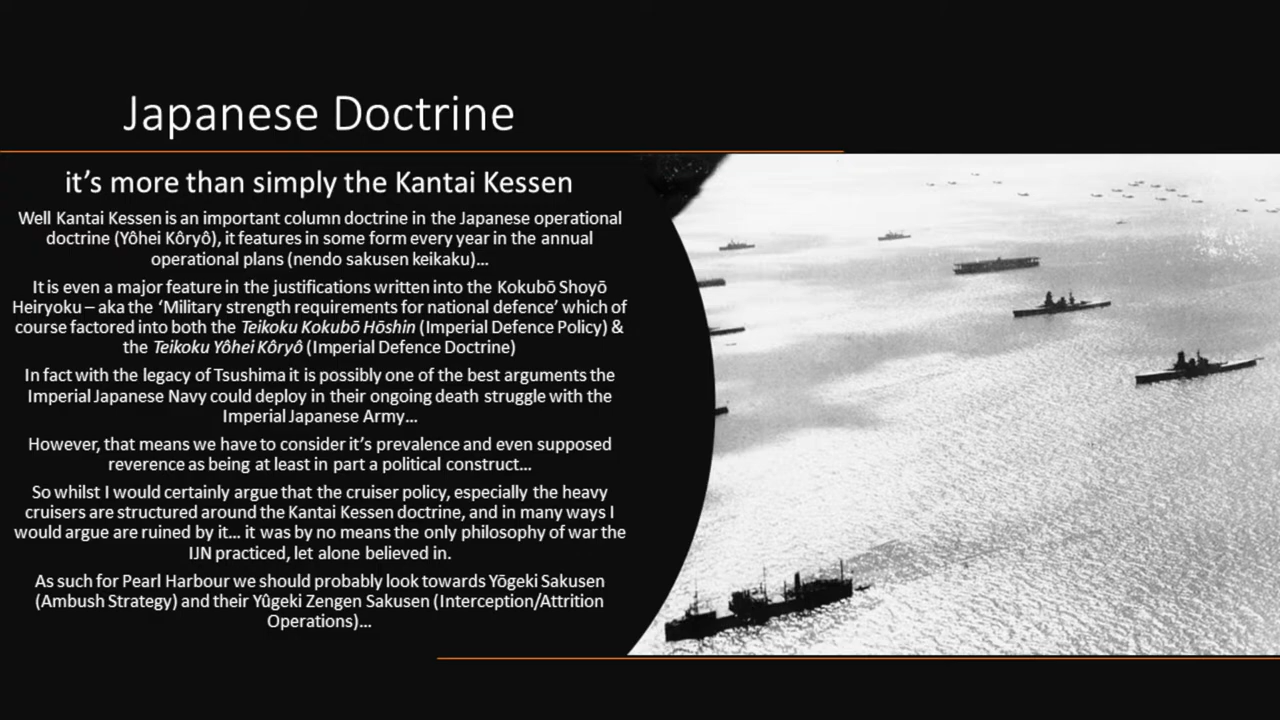 Japanese Doctrine
it's more than simply the Kantai Kessen
Well Kantai Kessen is an important column doctrine in the Japanese operational
doctrine (Yôhei Kôryô), it features in some form every year in the annual
operational plans (nendo sakusen keikaku)...
It is even a major feature in the justifications written into the Kokubō Shoyō
Heiryoku – aka the 'Military strength requirements for national defence' which of
course factored into both the Teikoku Kokubō Hōshin (Imperial Defence Policy) &
the Teikoku Yôhei Kôryô (Imperial Defence Doctrine)
In fact with the legacy of Tsushima it is possibly one of the best arguments the
Imperial Japanese Navy could deploy in their ongoing death struggle with the
Imperial Japanese Army...
However, that means we have to consider it's prevalence and even supposed
reverence as being at least in part a political construct...
So whilst I would certainly argue that the cruiser policy, especially the heavy
cruisers are structured around the Kantai Kessen doctrine, and in many ways I
would argue are ruined by it... it was by no means the only philosophy of war the
IJN practiced, let alone believed in.
As such for Pearl Harbour we should probably look towards Yōgeki Sakusen
(Ambush Strategy) and their Yûgeki Zengen Sakusen (Interception/Attrition
Operations)...